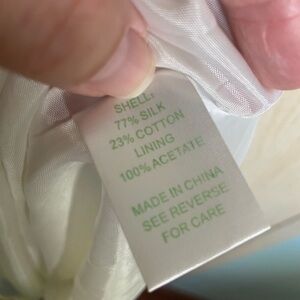 SHELL:
77% SILK
23% COTTON
LINING
100% ACETATE
MADE IN CHINA
SEE REVERSE
FOR CARE